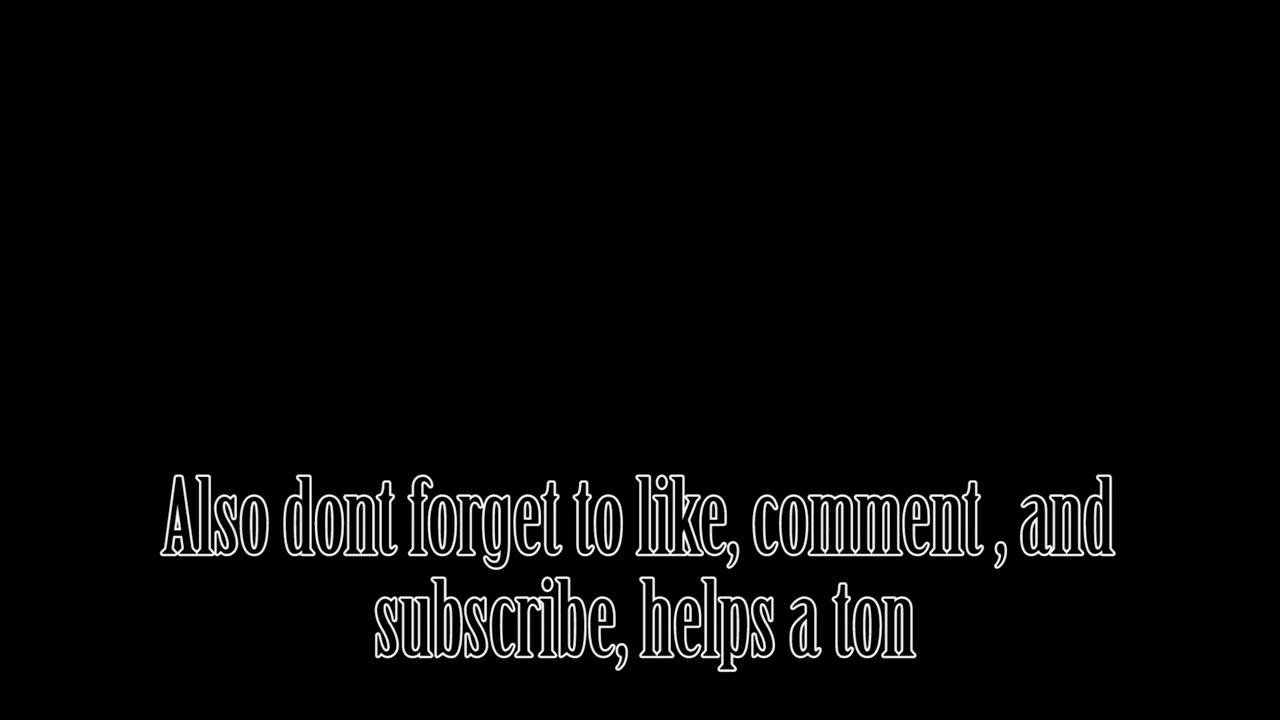 Also dont forget to like, comment , and
subscribe, helps a ton